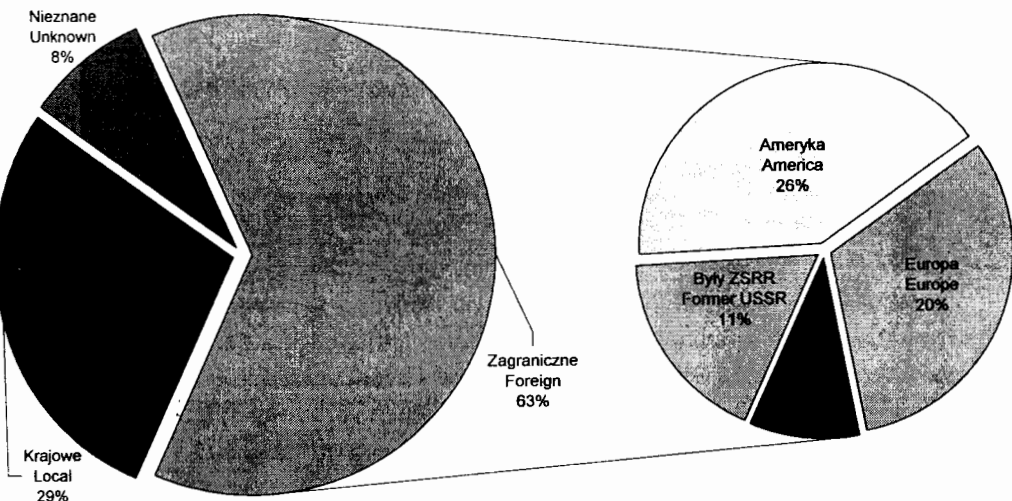 Nieznane
Unknown
8%
Ameryka
America
26%
Europa
Europe
20%
Były ZSRR
Former USSR
11%
Zagraniczne
Foreign
63%
Krajowe
Local
29%